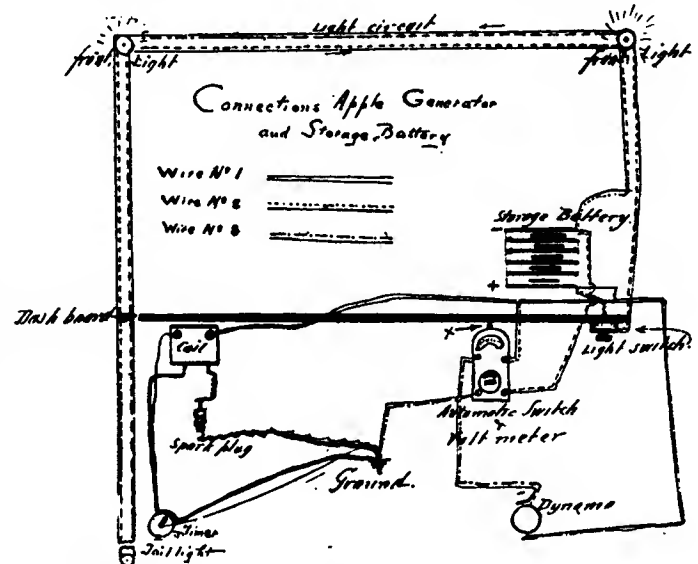 Light circuit
front Light
front Light
Connections Apple Generator
and Storage Battery
Wire No 1
Wire No 2
Wire No 3
Storage Battery
+
Dash board
Coil
x
Light switch.
Automatic Switch
&
Volt meter
Spark plug
Ground.
Dynamo
Timer
Tail light